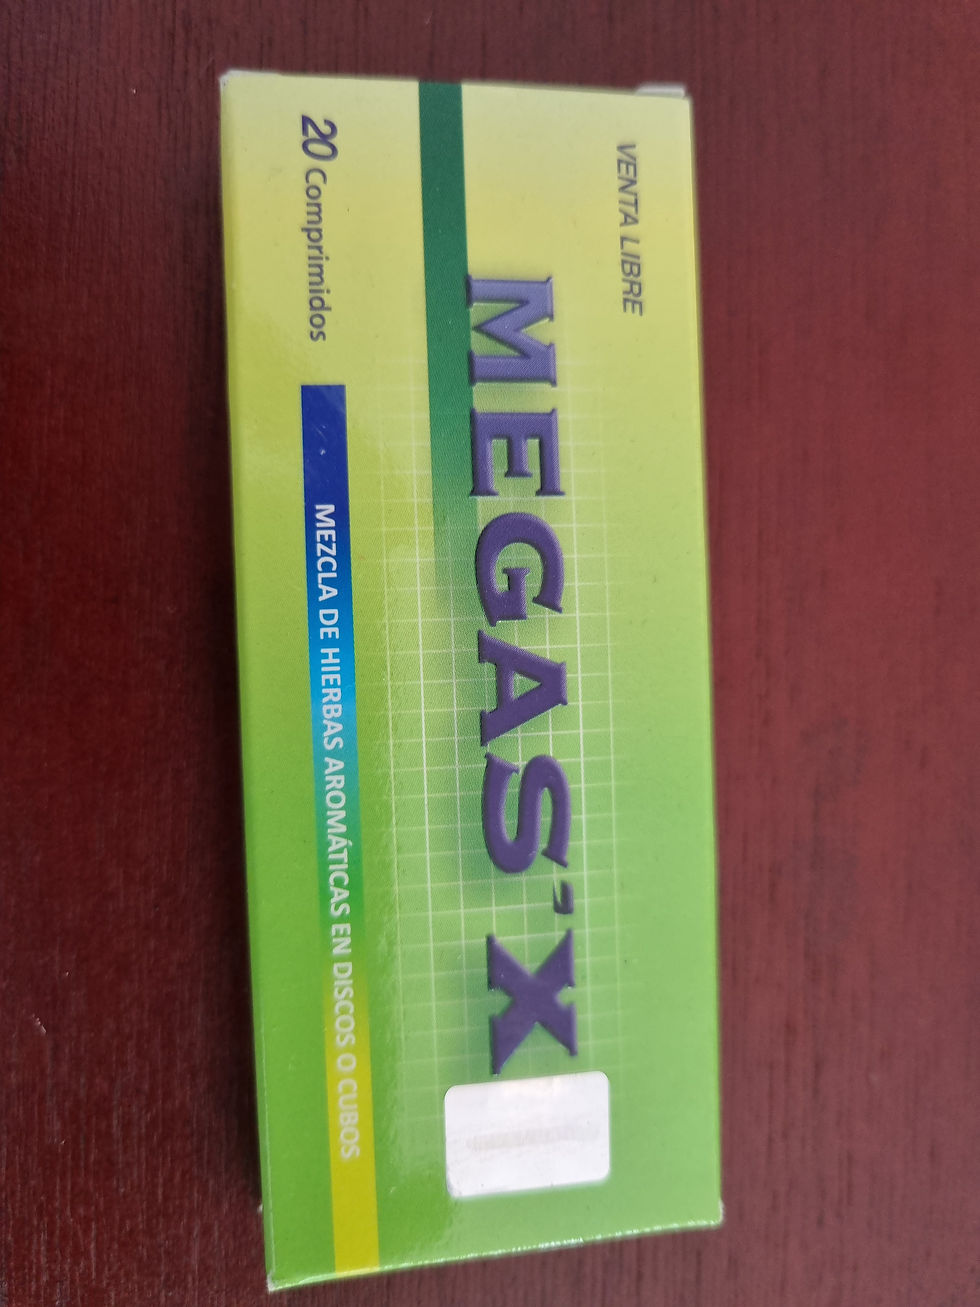 VENTA LIBRE
MEGAS'X
20 Comprimidos
MEZCLA DE HIERBAS AROMÁTICAS EN DISCOS O CUBOS